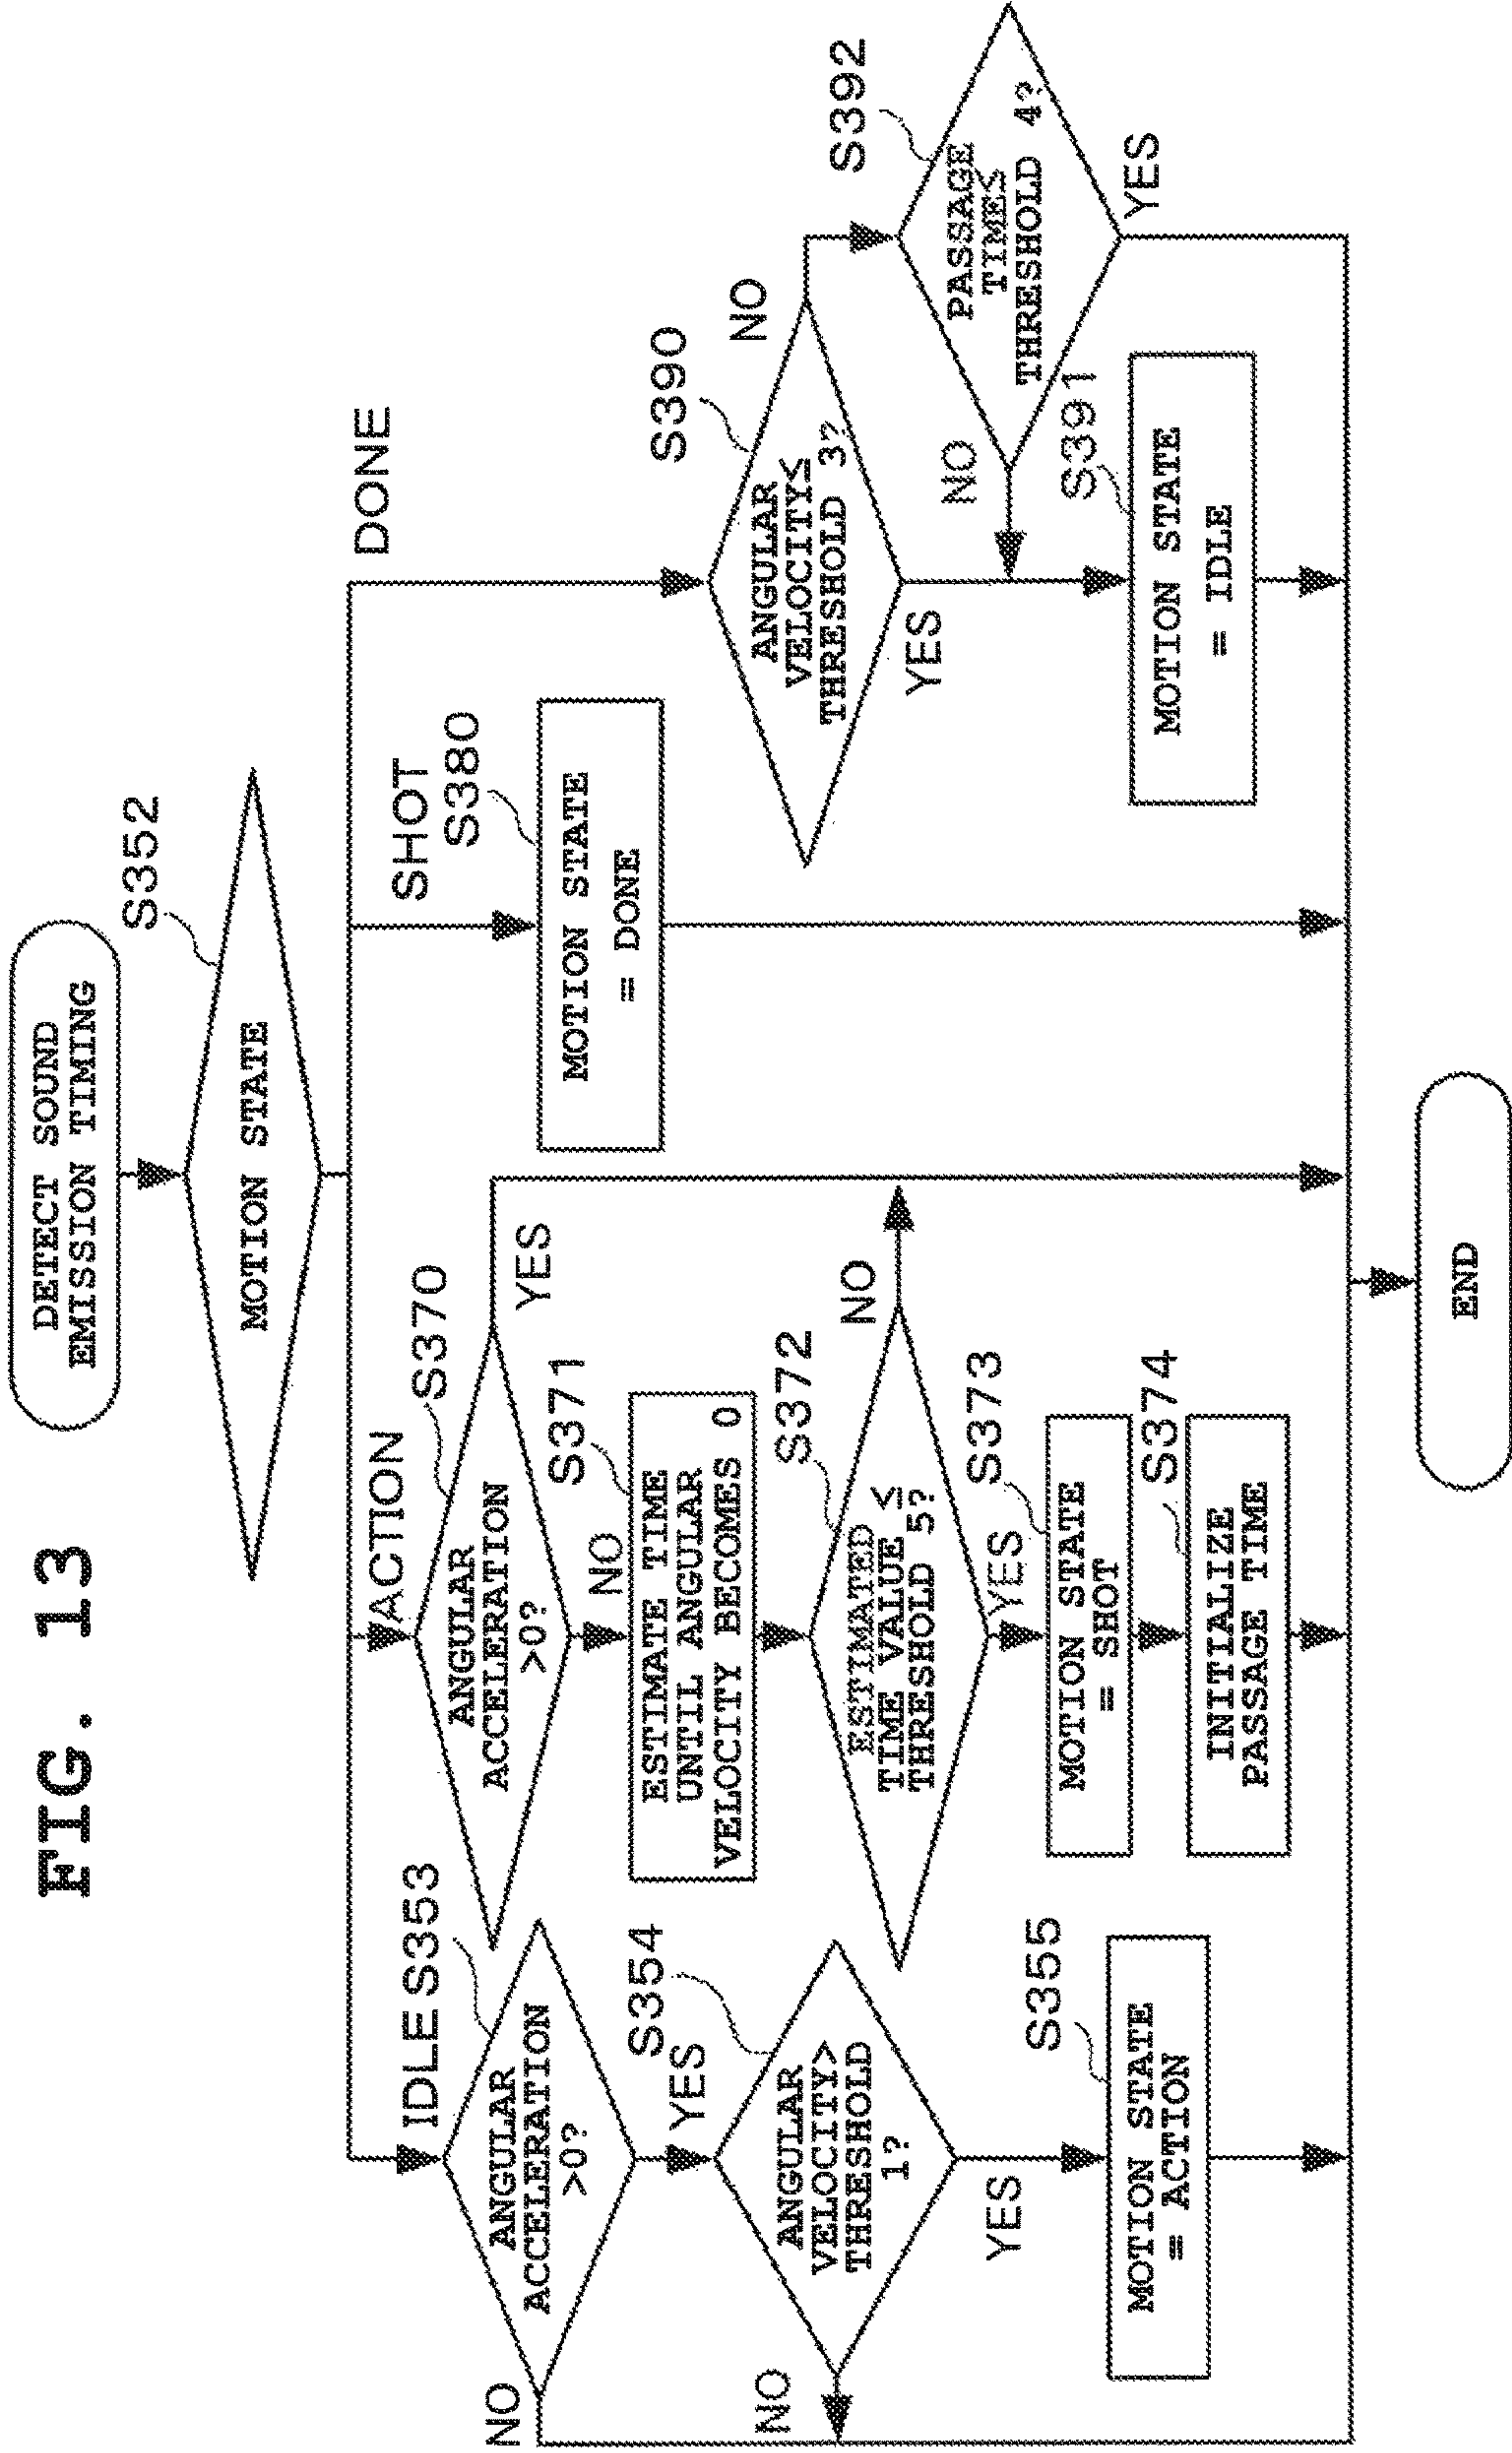 FIG. 13
DETECT SOUND
EMISSION TIMING
S352
MOTION STATE
IDLE
S353
ANGULAR
ACCELERATION
>0?
NO
YES
S354
ANGULAR
VELOCITY>
THRESHOLD
1?
NO
YES
S355
MOTION STATE
= ACTION
ACTION
S370
ANGULAR
ACCELERATION
>0?
YES
NO
S371
ESTIMATE TIME
UNTIL ANGULAR
VELOCITY BECOMES 0
S372
ESTIMATED
TIME VALUE ≤
THRESHOLD 5?
NO
YES
S373
MOTION STATE
= SHOT
S374
INITIALIZE
PASSAGE TIME
SHOT
S380
MOTION STATE
= DONE
DONE
S390
ANGULAR
VELOCITY≤
THRESHOLD 3?
NO
YES
S392
PASSAGE
TIME≤
THRESHOLD 4?
NO
YES
S391
MOTION STATE
= IDLE
END